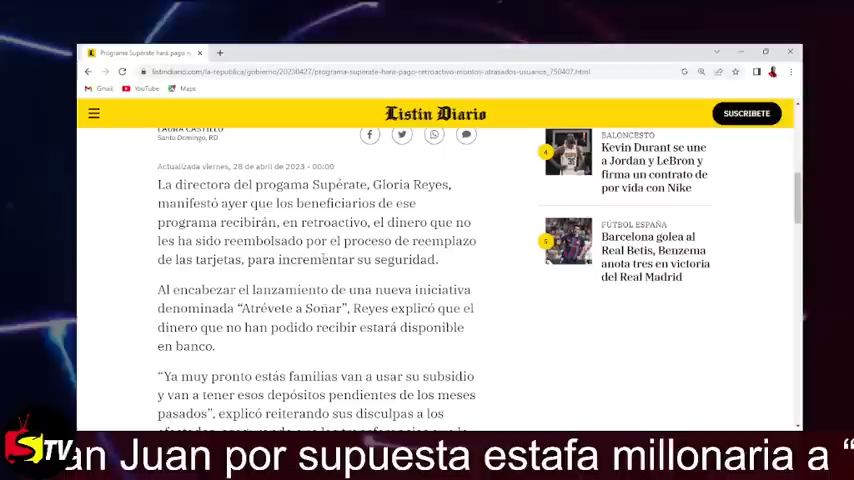 Programa Supérate hará pago re
listindiario.com/la-republica/gobierno/20230427/programa-superate-hara-pago-retroactivo-montos-atrasados-usuarios_750407.html
Gmail YouTube Maps
Listín Diario
SUSCRIBETE
LAURA CASTILLO
Santo Domingo, RD
Actualizada viernes, 28 de abril de 2023 - 00:00
La directora del progama Supérate, Gloria Reyes,
manifestó ayer que los beneficiarios de ese
programa recibirán, en retroactivo, el dinero que no
les ha sido reembolsado por el proceso de reemplazo
de las tarjetas, para incrementar su seguridad.
Al encabezar el lanzamiento de una nueva iniciativa
denominada “Atrévete a Soñar”, Reyes explicó que el
dinero que no han podido recibir estará disponible
en banco.
“Ya muy pronto estás familias van a usar su subsidio
y van a tener esos depósitos pendientes de los meses
pasados”, explicó reiterando sus disculpas a los
4
BALONCESTO
Kevin Durant se une
a Jordan y LeBron y
firma un contrato de
por vida con Nike
5
FÚTBOL ESPAÑA
Barcelona golea al
Real Betis, Benzema
anota tres en victoria
del Real Madrid
STV
an Juan por supuesta estafa millonaria a “